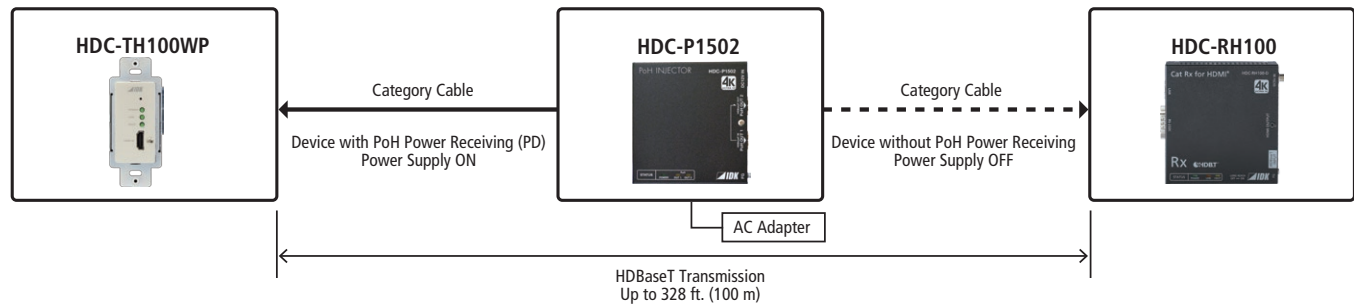 HDC-TH100WP
Category Cable
Device with PoH Power Receiving (PD)
Power Supply ON
HDC-P1502
PoH INJECTOR
HDC-P1502
4K
IDK
AC Adapter
Category Cable
Device without PoH Power Receiving
Power Supply OFF
HDC-RH100
Cat Rx for HDMI®
4K
Rx
HDBT
HDBaseT Transmission
Up to 328 ft. (100 m)